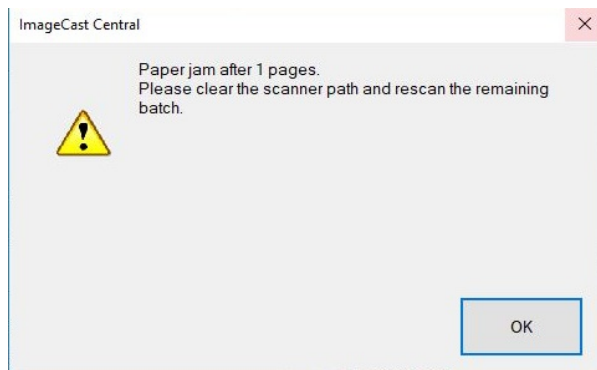 ImageCast Central
Paper jam after 1 pages.
Please clear the scanner path and rescan the remaining
batch.
OK